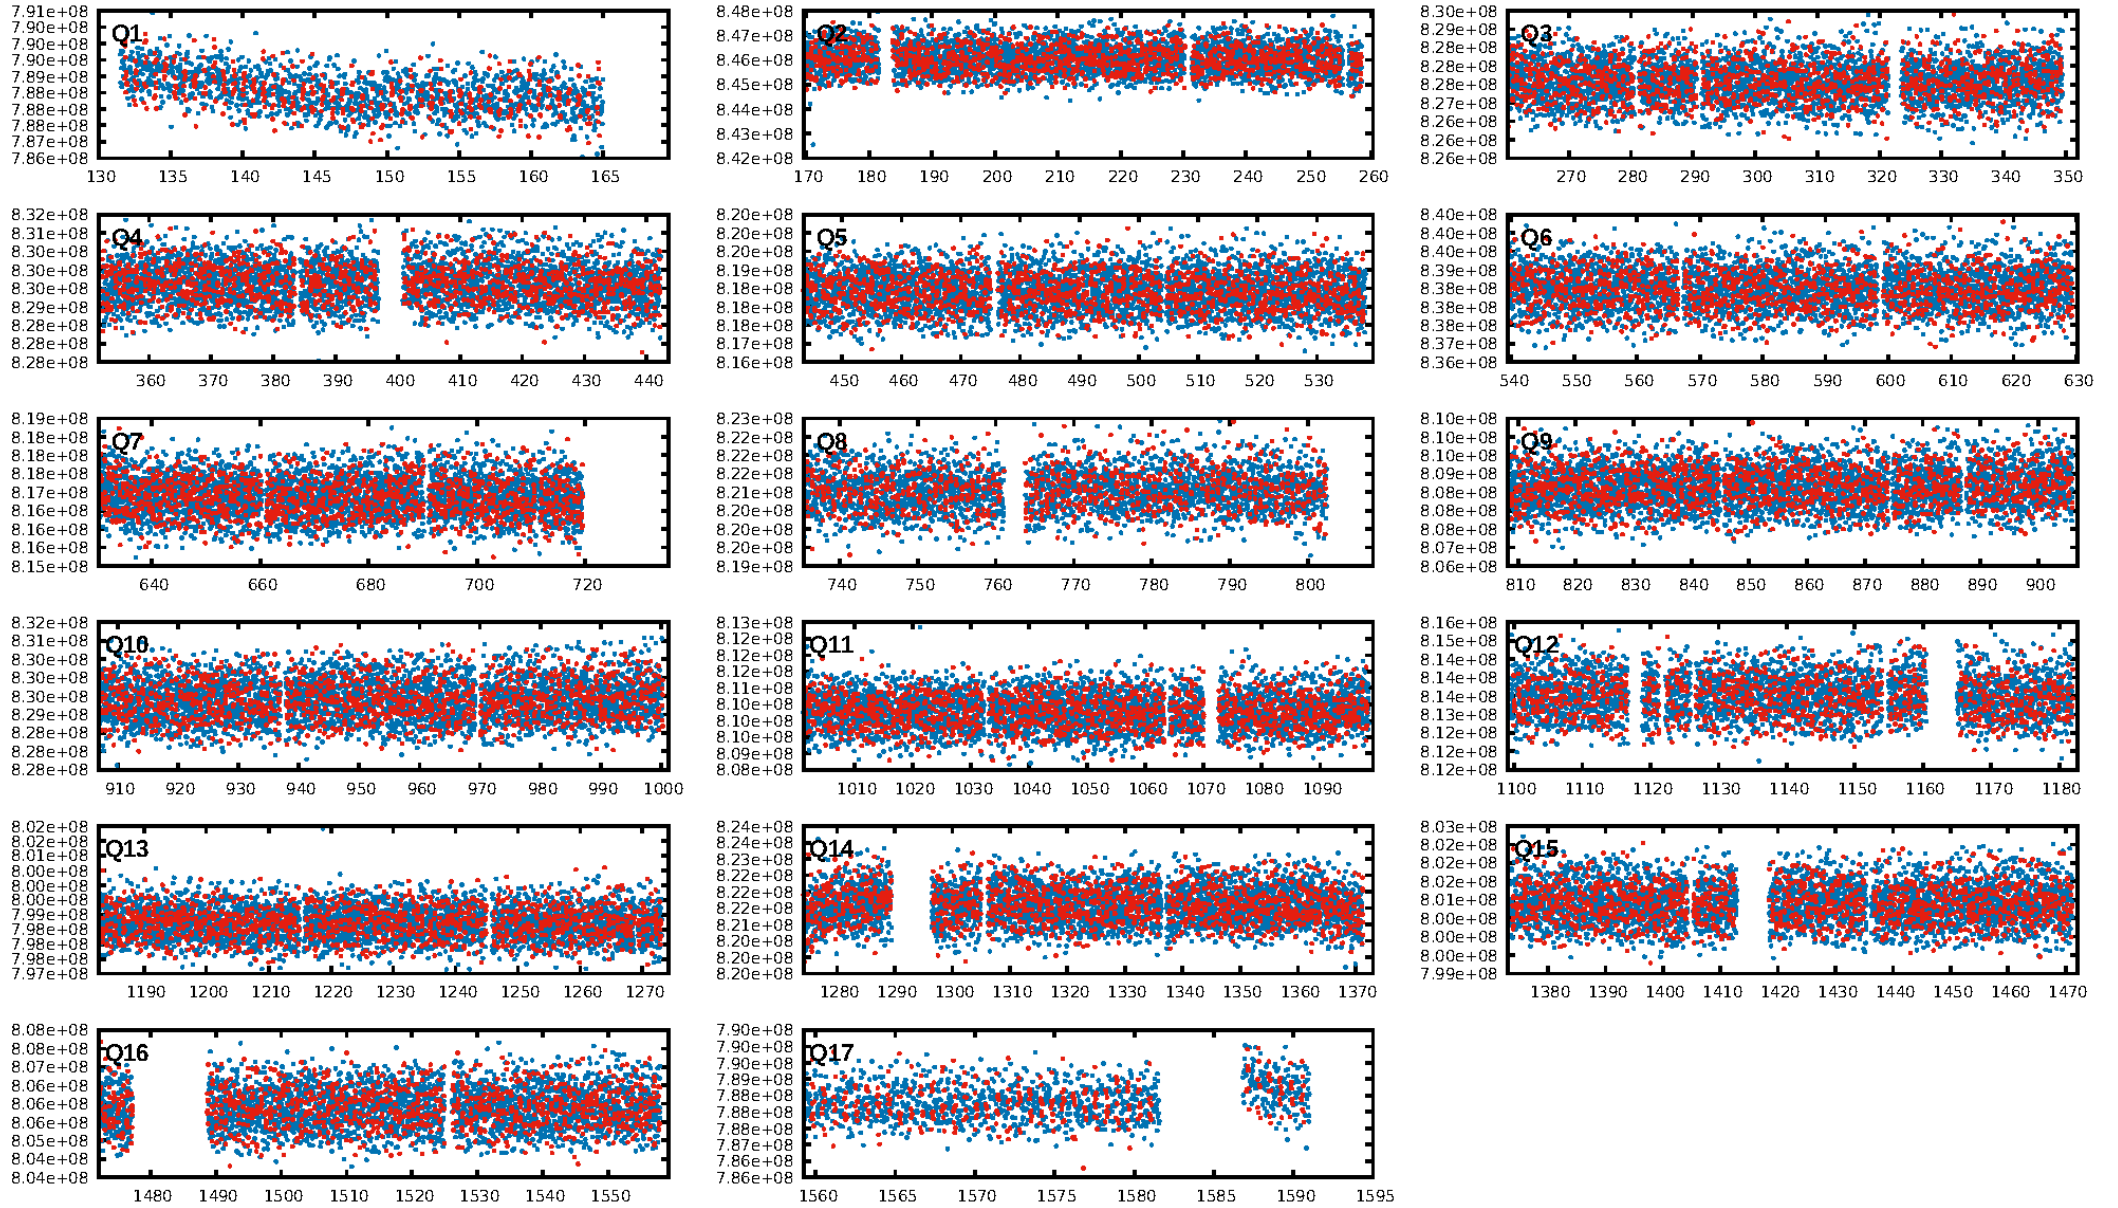 Q1
7.91e+08
7.90e+08
7.90e+08
7.90e+08
7.89e+08
7.88e+08
7.88e+08
7.88e+08
7.87e+08
7.86e+08
130 135 140 145 150 155 160 165
Q2
8.48e+08
8.47e+08
8.46e+08
8.45e+08
8.44e+08
8.43e+08
8.42e+08
170 180 190 200 210 220 230 240 250 260
Q3
8.30e+08
8.29e+08
8.28e+08
8.28e+08
8.28e+08
8.27e+08
8.26e+08
8.26e+08
8.26e+08
270 280 290 300 310 320 330 340 350
Q4
8.32e+08
8.31e+08
8.30e+08
8.30e+08
8.30e+08
8.29e+08
8.28e+08
8.28e+08
8.28e+08
360 370 380 390 400 410 420 430 440
Q5
8.20e+08
8.20e+08
8.19e+08
8.19e+08
8.18e+08
8.18e+08
8.18e+08
8.17e+08
8.16e+08
450 460 470 480 490 500 510 520 530
Q6
8.40e+08
8.40e+08
8.39e+08
8.39e+08
8.38e+08
8.38e+08
8.38e+08
8.37e+08
8.36e+08
540 550 560 570 580 590 600 610 620 630
Q7
8.19e+08
8.18e+08
8.18e+08
8.18e+08
8.17e+08
8.16e+08
8.16e+08
8.16e+08
8.15e+08
640 660 680 700 720
Q8
8.23e+08
8.22e+08
8.22e+08
8.22e+08
8.21e+08
8.20e+08
8.20e+08
8.20e+08
8.19e+08
740 750 760 770 780 790 800
Q9
8.10e+08
8.10e+08
8.10e+08
8.09e+08
8.08e+08
8.08e+08
8.08e+08
8.07e+08
8.06e+08
810 820 830 840 850 860 870 880 890 900
Q10
8.32e+08
8.31e+08
8.30e+08
8.30e+08
8.30e+08
8.29e+08
8.28e+08
8.28e+08
8.28e+08
910 920 930 940 950 960 970 980 990 1000
Q11
8.13e+08
8.12e+08
8.12e+08
8.12e+08
8.11e+08
8.10e+08
8.10e+08
8.10e+08
8.09e+08
8.08e+08
1010 1020 1030 1040 1050 1060 1070 1080 1090
Q12
8.16e+08
8.15e+08
8.14e+08
8.14e+08
8.14e+08
8.13e+08
8.12e+08
8.12e+08
8.12e+08
1100 1110 1120 1130 1140 1150 1160 1170 1180
Q13
8.02e+08
8.02e+08
8.01e+08
8.00e+08
8.00e+08
8.00e+08
7.99e+08
7.98e+08
7.98e+08
7.98e+08
7.97e+08
1190 1200 1210 1220 1230 1240 1250 1260 1270
Q14
8.24e+08
8.24e+08
8.23e+08
8.22e+08
8.22e+08
8.22e+08
8.21e+08
8.20e+08
8.20e+08
8.20e+08
1280 1290 1300 1310 1320 1330 1340 1350 1360 1370
Q15
8.03e+08
8.02e+08
8.02e+08
8.02e+08
8.01e+08
8.00e+08
8.00e+08
8.00e+08
7.99e+08
1380 1390 1400 1410 1420 1430 1440 1450 1460 1470
Q16
8.08e+08
8.08e+08
8.07e+08
8.06e+08
8.06e+08
8.06e+08
8.05e+08
8.04e+08
8.04e+08
1480 1490 1500 1510 1520 1530 1540 1550
Q17
7.90e+08
7.90e+08
7.89e+08
7.89e+08
7.88e+08
7.88e+08
7.88e+08
7.87e+08
7.86e+08
7.86e+08
1560 1565 1570 1575 1580 1585 1590 1595